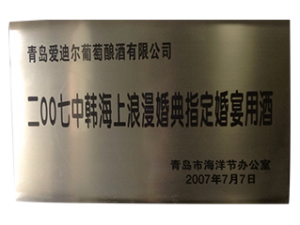 青岛爱迪尔葡萄酿酒有限公司
二00七中韩海上浪漫婚典指定婚宴用酒
青岛市海洋节办公室
2007年7月7日